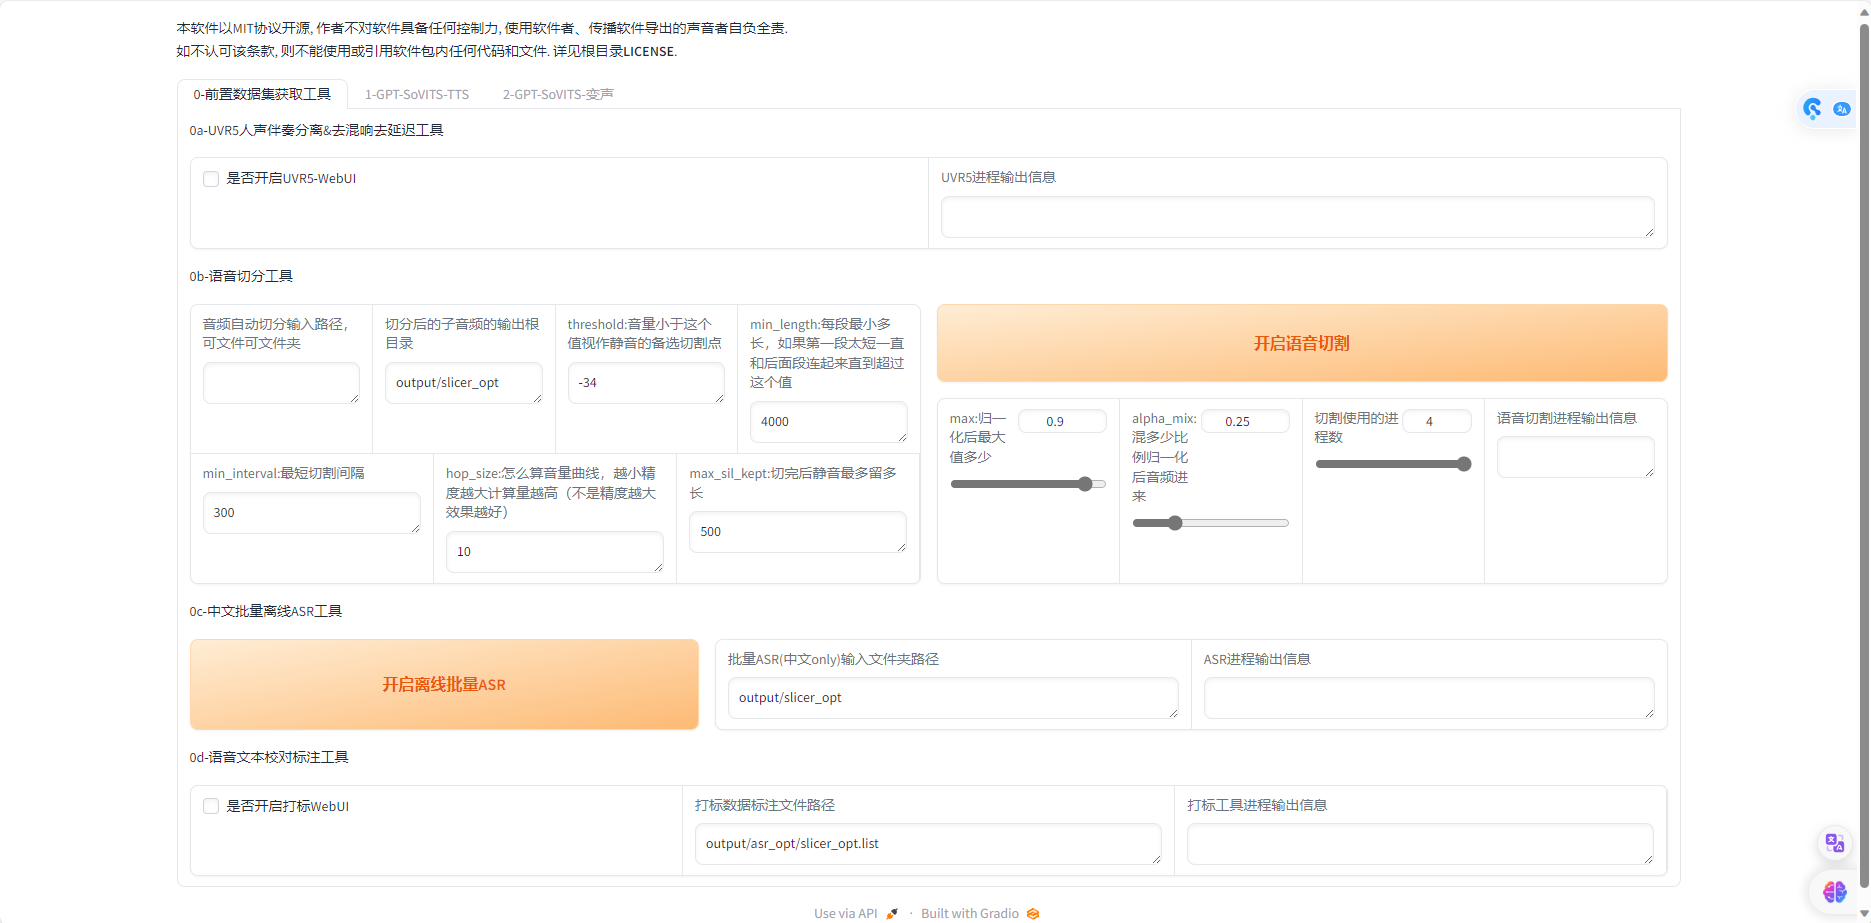 本软件以MIT协议开源, 作者不对软件具备任何控制力, 使用软件者、传播软件导出的声音者自负全责.
如不认可该条款, 则不能使用或引用软件包内任何代码和文件. 详见根目录LICENSE.
0-前置数据集获取工具
1-GPT-SoVITS-TTS
2-GPT-SoVITS-变声
0a-UVR5人声伴奏分离&去混响去延迟工具
是否开启UVR5-WebUI
UVR5进程输出信息
0b-语音切分工具
音频自动切分输入路径，
可文件可文件夹
切分后的子音频的输出根
目录
output/slicer_opt
threshold:音量小于这个
值视作静音的备选切割点
-34
min_length:每段最小多
长，如果第一段太短一直
和后面段连起来直到超过
这个值
4000
min_interval:最短切割间隔
300
hop_size:怎么算音量曲线，越小精
度越大计算量越高（不是精度越大
效果越好）
10
max_sil_kept:切完后静音最多留多
长
500
开启语音切割
max:归一
化后最大
值多少
0.9
alpha_mix:
混多少比
例归一化
后音频进
来
0.25
切割使用的进
程数
4
语音切割进程输出信息
0c-中文批量离线ASR工具
开启离线批量ASR
批量ASR(中文only)输入文件夹路径
output/slicer_opt
ASR进程输出信息
0d-语音文本校对标注工具
是否开启打标WebUI
打标数据标注文件路径
output/asr_opt/slicer_opt.list
打标工具进程输出信息
Use via API · Built with Gradio